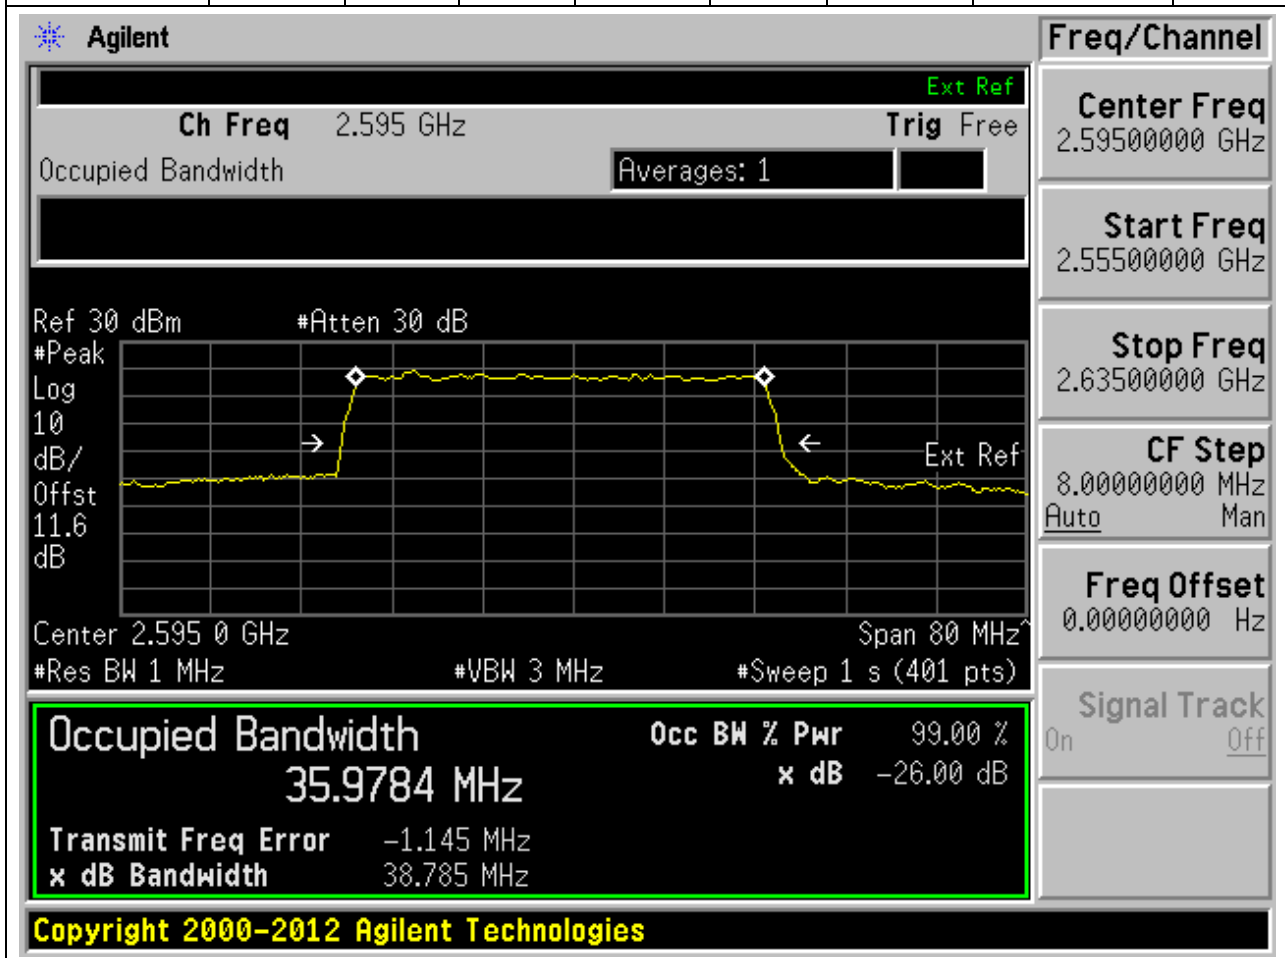 Agilent
Freq/Channel
Ext Ref
Ch Freq 2.595 GHz Trig Free
Occupied Bandwidth Averages: 1
Center Freq
2.59500000 GHz
Start Freq
2.55500000 GHz
Stop Freq
2.63500000 GHz
CF Step
8.00000000 MHz
Auto Man
Freq Offset
0.00000000 Hz
Signal Track
On Off
Ref 30 dBm #Atten 30 dB
#Peak
Log
10
dB/
Offst
11.6
dB
Ext Ref
Center 2.595 0 GHz Span 80 MHz^
#Res BW 1 MHz #VBW 3 MHz #Sweep 1 s (401 pts)
Occupied Bandwidth Occ BW % Pwr 99.00 %
35.9784 MHz x dB -26.00 dB
Transmit Freq Error -1.145 MHz
x dB Bandwidth 38.785 MHz
Copyright 2000-2012 Agilent Technologies